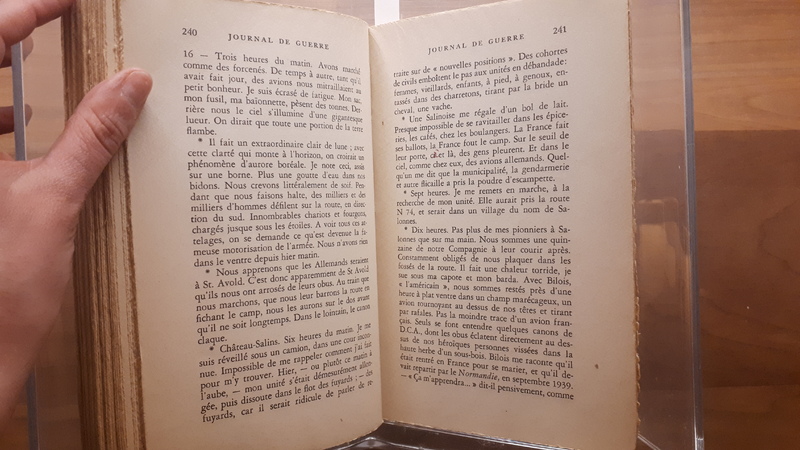 240
JOURNAL DE GUERRE
16 — Trois heures du matin. Avons marché
comme des forcenés. De temps à autre, tant qu'il
avait fait jour, des avions nous mitraillaient au
petit bonheur. Je suis écrasé de fatigue. Mon sac,
mon fusil, ma baïonnette, pèsent des tonnes. Der-
rière nous le ciel s'illumine d'une gigantesque
lueur. On dirait que toute une portion de la terre
flambe.
* Il fait un extraordinaire clair de lune ; avec
cette clarté qui monte à l'horizon, on croirait un
phénomène d'aurore boréale. Je note ceci, assis
sur une borne. Plus une goutte d'eau dans nos
bidons. Nous crevons littéralement de soif. Pen-
dant que nous faisons halte, des milliers et des
milliers d'hommes défilent sur la route, en direc-
tion du sud. Innombrables chariots et fourgons,
chargés jusque sous les étoiles. A voir tous ces at-
telages, on se demande ce qu'est devenue la fa-
meuse motorisation de l'armée. Nous n'avons rien
dans le ventre depuis hier matin.
* Nous apprenons que les Allemands seraient
à St. Avold. C'est donc apparemment de St Avold
qu'ils nous ont arrosés de leurs obus. Au train que
nous marchons, que nous leur barrons la route en
fichant le camp, nous les aurons sur le dos avant
qu'il ne soit longtemps. Dans le lointain, le canon
claque.
* Château-Salins. Six heures du matin. Je me
suis réveillé sous un camion, dans une cour incon-
nue. Impossible de me rappeler comment j'ai fait
pour m'y trouver. Hier, — ou plutôt ce matin à
l'aube, — mon unité s'était démesurément allon-
gée, puis dissoute dans le flot des fuyards ; — des
fuyards, car il serait ridicule de parler de re-
241
JOURNAL DE GUERRE
traite sur de « nouvelles positions ». Des cohortes
de civils emboîtent le pas aux unités en débandade :
femmes, vieillards, enfants, à pied, à genoux, en-
tassés dans des charretons, tirant par la bride un
cheval, une vache.
* Une Salinoise me régale d'un bol de lait.
Presque impossible de se ravitailler dans les épice-
ries, les cafés, chez les boulangers. La France fait
ses ballots, la France fout le camp. Sur le seuil de
leur porte, çà et là, des gens pleurent. Et dans le
ciel, comme chez eux, des avions allemands. Quel-
qu'un me dit que la municipalité, la gendarmerie
et autre flicaille a pris la poudre d'escampette.
* Sept heures. Je me remets en marche, à la
recherche de mon unité. Elle aurait pris la route
N 74, et serait dans un village du nom de Sa-
lonnes.
* Dix heures. Pas plus de mes pionniers à Sa-
lonnes que sur ma main. Nous sommes une quin-
zaine de notre Compagnie à leur courir après.
Constamment obligés de nous plaquer dans les
fossés de la route. Il fait une chaleur torride, je
sue sous ma capote et mon barda. Avec Bilois,
« l'américain », nous sommes restés près d'une
heure à plat ventre dans un champ marécageux, un
avion tournoyant au dessus de nos têtes et tirant
par rafales. Pas la moindre trace d'un avion fran-
çais. Seuls se font entendre quelques canons de
D.C.A., dont les obus éclatent directement au des-
sus de nos héroïques personnes vissées dans la
haute herbe d'un sous-bois. Bilois me raconte qu'il
était rentré en France pour se marier, et qu'il de-
vait repartir par le Normandie, en septembre 1939.
— « Ça m'apprendra... » dit-il pensivement, comme